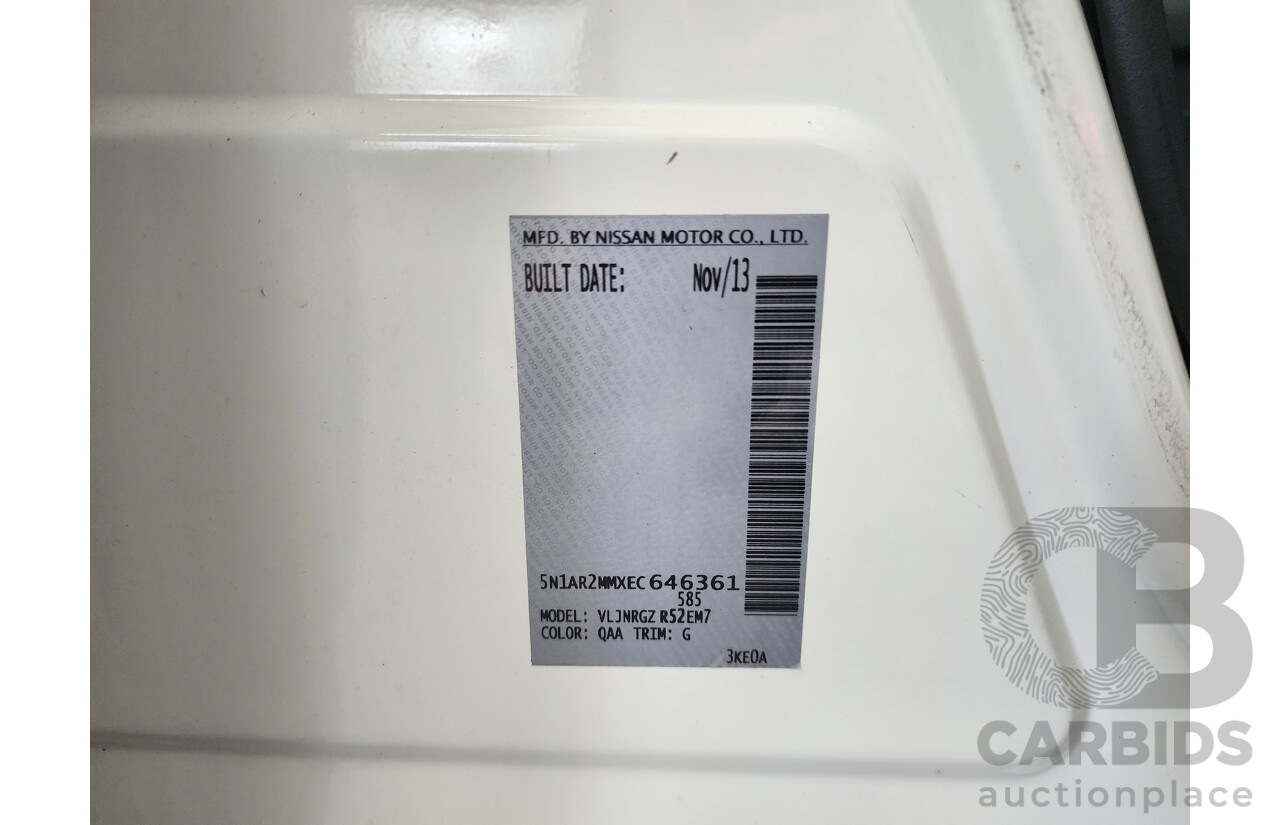 MFD. BY NISSAN MOTOR CO., LTD.
BUILT DATE: Nov/13
5N1AR2MMXEC646361
585
MODEL: VLJNRGZ R52EM7
COLOR: QAA TRIM: G
3KE0A
CB
CARBIDS
auctionplace